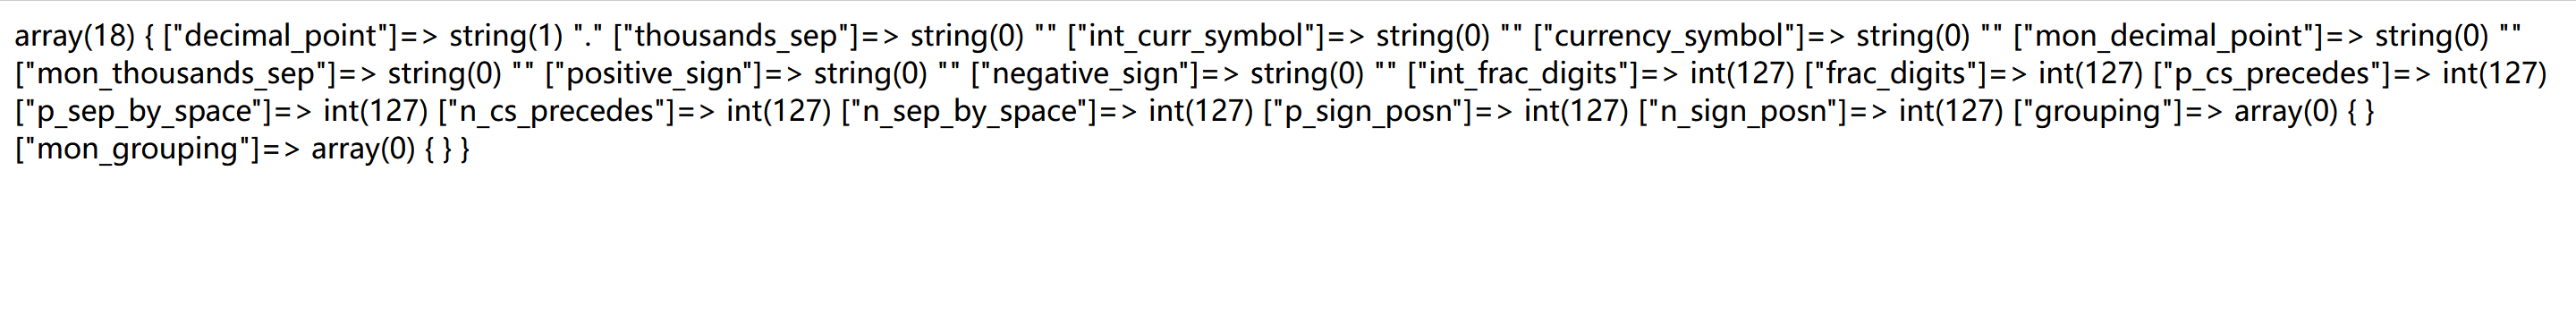 array(18) { ["decimal_point"]=> string(1) "." ["thousands_sep"]=> string(0) "" ["int_curr_symbol"]=> string(0) "" ["currency_symbol"]=> string(0) "" ["mon_decimal_point"]=> string(0) ""
["mon_thousands_sep"]=> string(0) "" ["positive_sign"]=> string(0) "" ["negative_sign"]=> string(0) "" ["int_frac_digits"]=> int(127) ["frac_digits"]=> int(127) ["p_cs_precedes"]=> int(127)
["p_sep_by_space"]=> int(127) ["n_cs_precedes"]=> int(127) ["n_sep_by_space"]=> int(127) ["p_sign_posn"]=> int(127) ["n_sign_posn"]=> int(127) ["grouping"]=> array(0) { }
["mon_grouping"]=> array(0) { } }